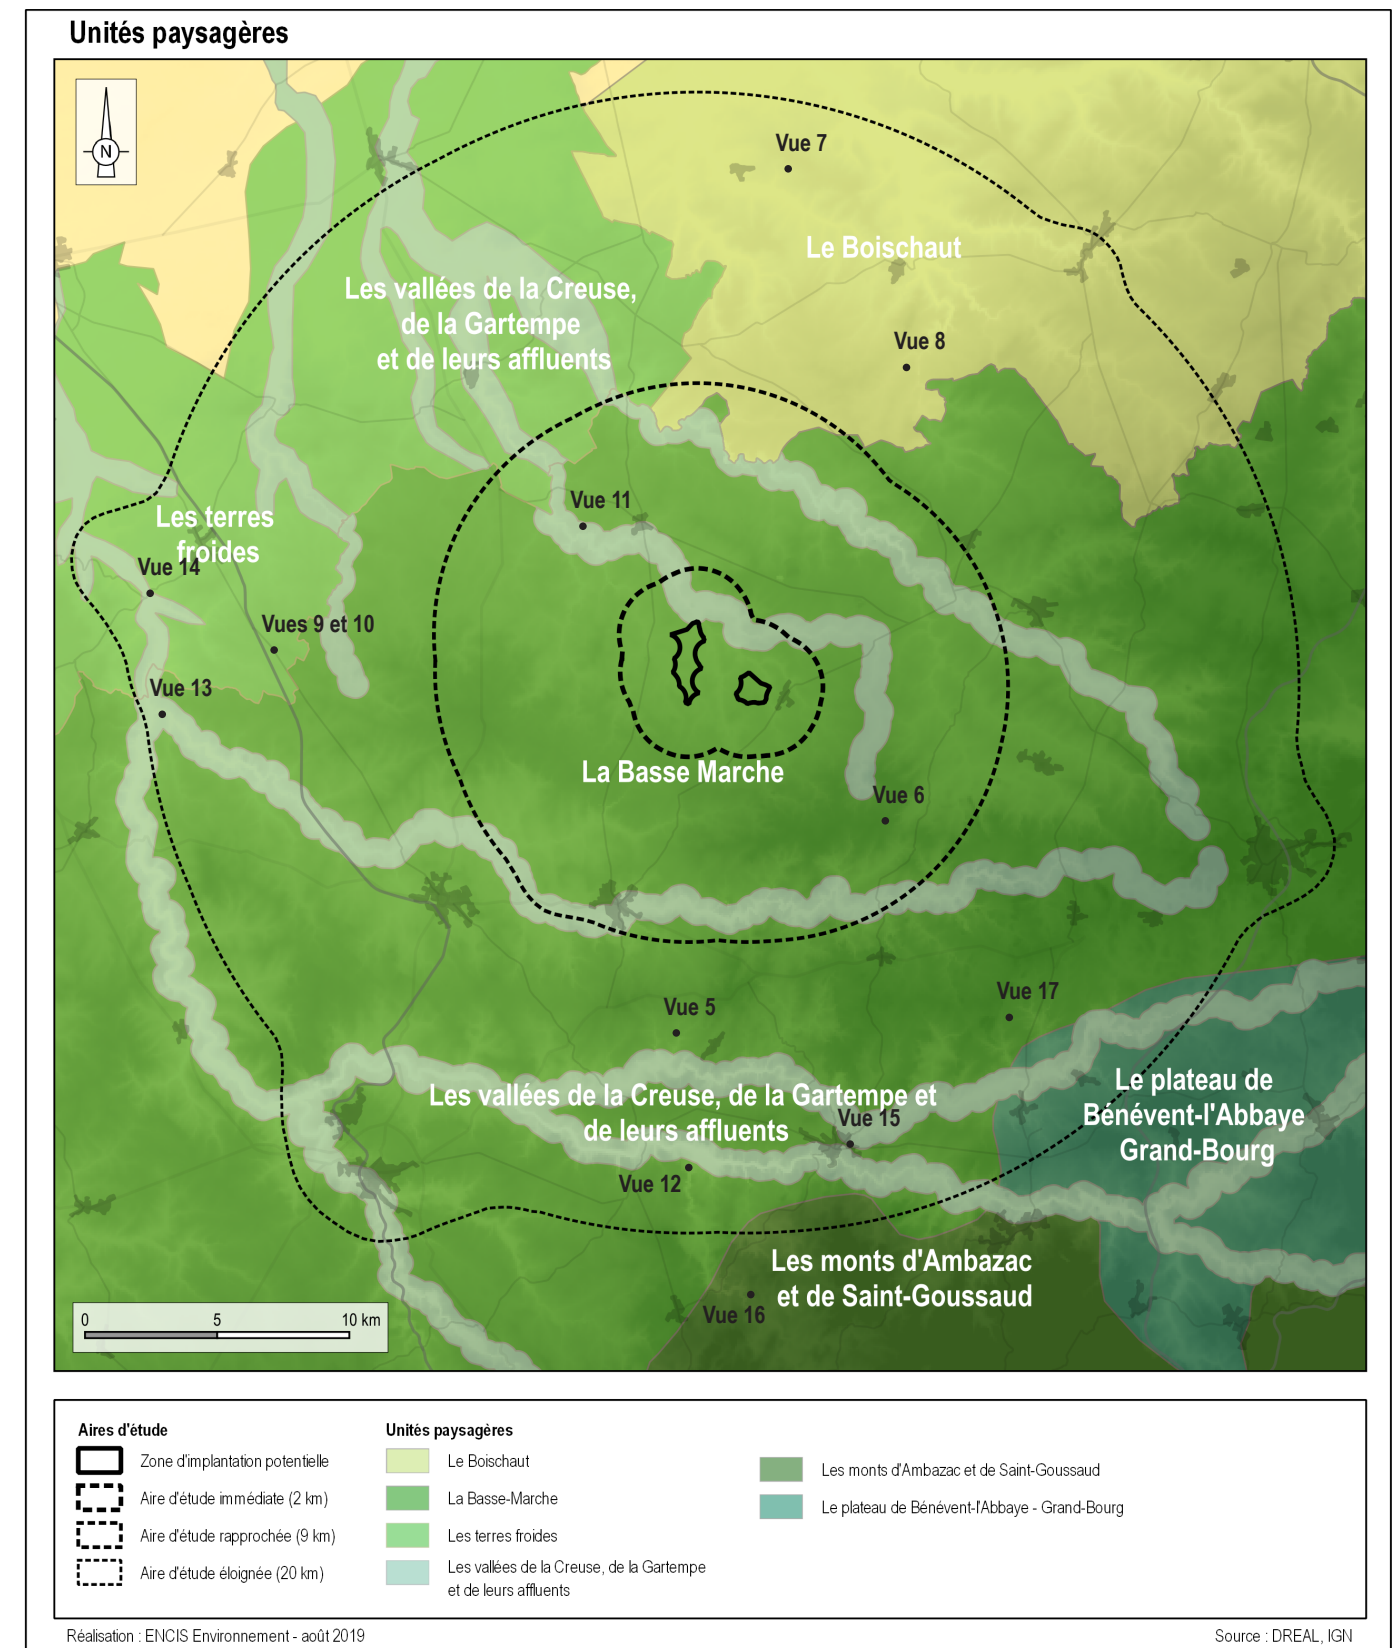 Unités paysagères
N
Vue 7
Le Boischaut
Les vallées de la Creuse,
de la Gartempe
et de leurs affluents
Vue 8
Vue 11
Les terres
froides
Vue 14
Vues 9 et 10
Vue 13
La Basse Marche
Vue 6
Vue 5
Vue 17
Les vallées de la Creuse, de la Gartempe et
de leurs affluents
Vue 15
Le plateau de
Bénévent-l'Abbaye
Grand-Bourg
Vue 12
Les monts d'Ambazac
et de Saint-Goussaud
Vue 16
0 5 10 km
Aires d'étude
Zone d'implantation potentielle
Aire d'étude immédiate (2 km)
Aire d'étude rapprochée (9 km)
Aire d'étude éloignée (20 km)
Unités paysagères
Le Boischaut
La Basse-Marche
Les terres froides
Les vallées de la Creuse, de la Gartempe
et de leurs affluents
Les monts d'Ambazac et de Saint-Goussaud
Le plateau de Bénévent-l'Abbaye - Grand-Bourg
Réalisation : ENCIS Environnement - août 2019
Source : DREAL, IGN